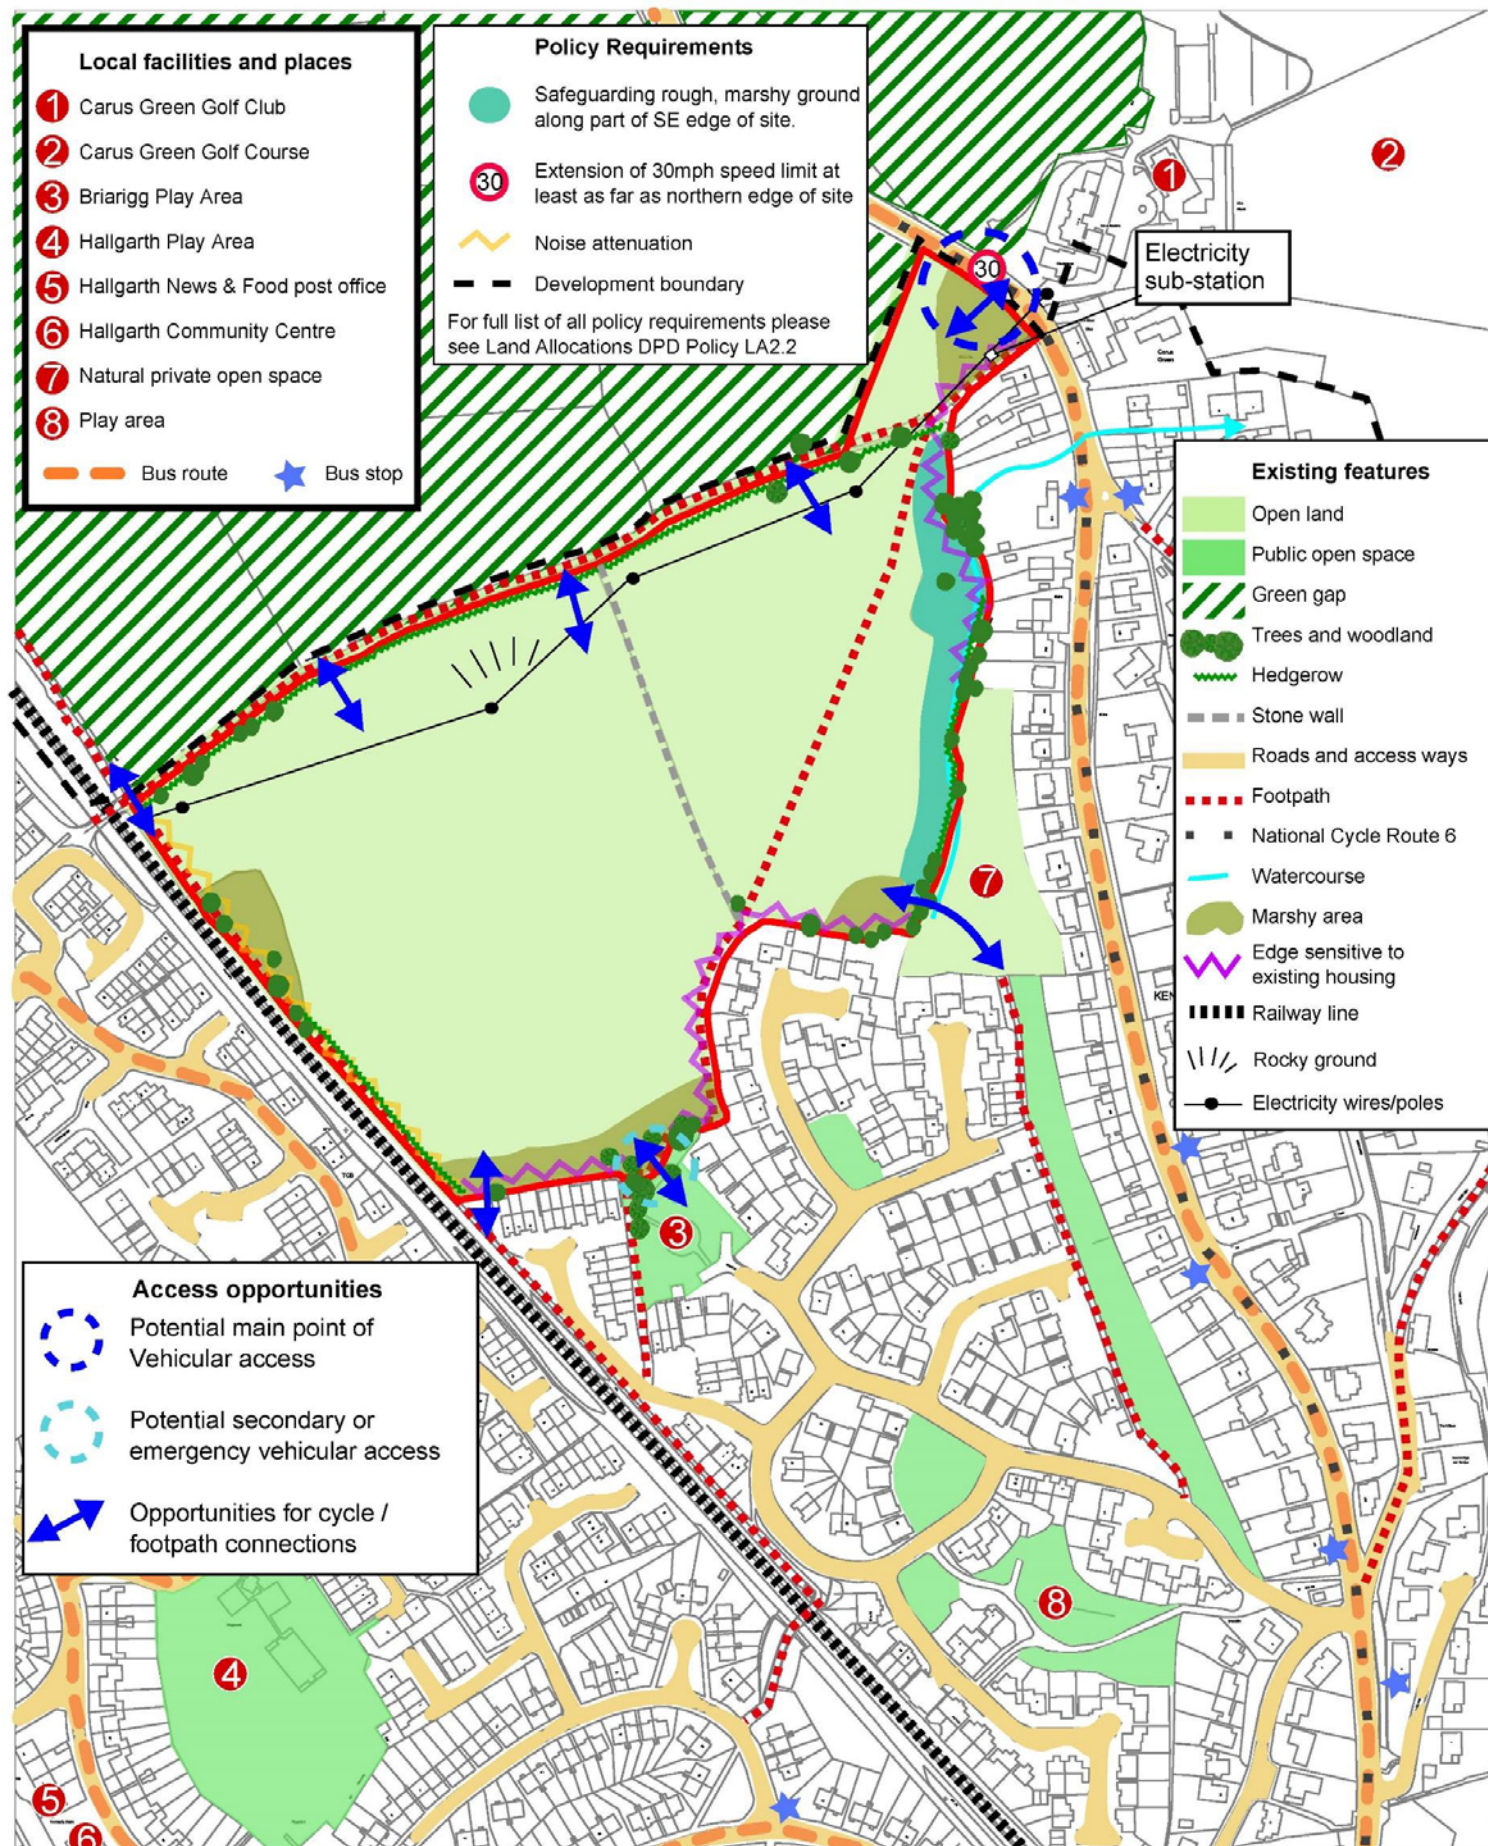 Local facilities and places
1 Carus Green Golf Club
2 Carus Green Golf Course
3 Briarigg Play Area
4 Hallgarth Play Area
5 Hallgarth News & Food post office
6 Hallgarth Community Centre
7 Natural private open space
8 Play area
Bus route
Bus stop
Policy Requirements
Safeguarding rough, marshy ground
along part of SE edge of site.
30
Extension of 30mph speed limit at
least as far as northern edge of site
Noise attenuation
Development boundary
For full list of all policy requirements please
see Land Allocations DPD Policy LA2.2
1
2
30
Electricity
sub-station
Carus
Green
Existing features
Open land
Public open space
Green gap
Trees and woodland
Hedgerow
Stone wall
Roads and access ways
Footpath
National Cycle Route 6
Watercourse
Marshy area
Edge sensitive to
existing housing
Railway line
Rocky ground
Electricity wires/poles
7
KEN
TCB
3
Access opportunities
Potential main point of
Vehicular access
Potential secondary or
emergency vehicular access
Opportunities for cycle /
footpath connections
8
4
5
6